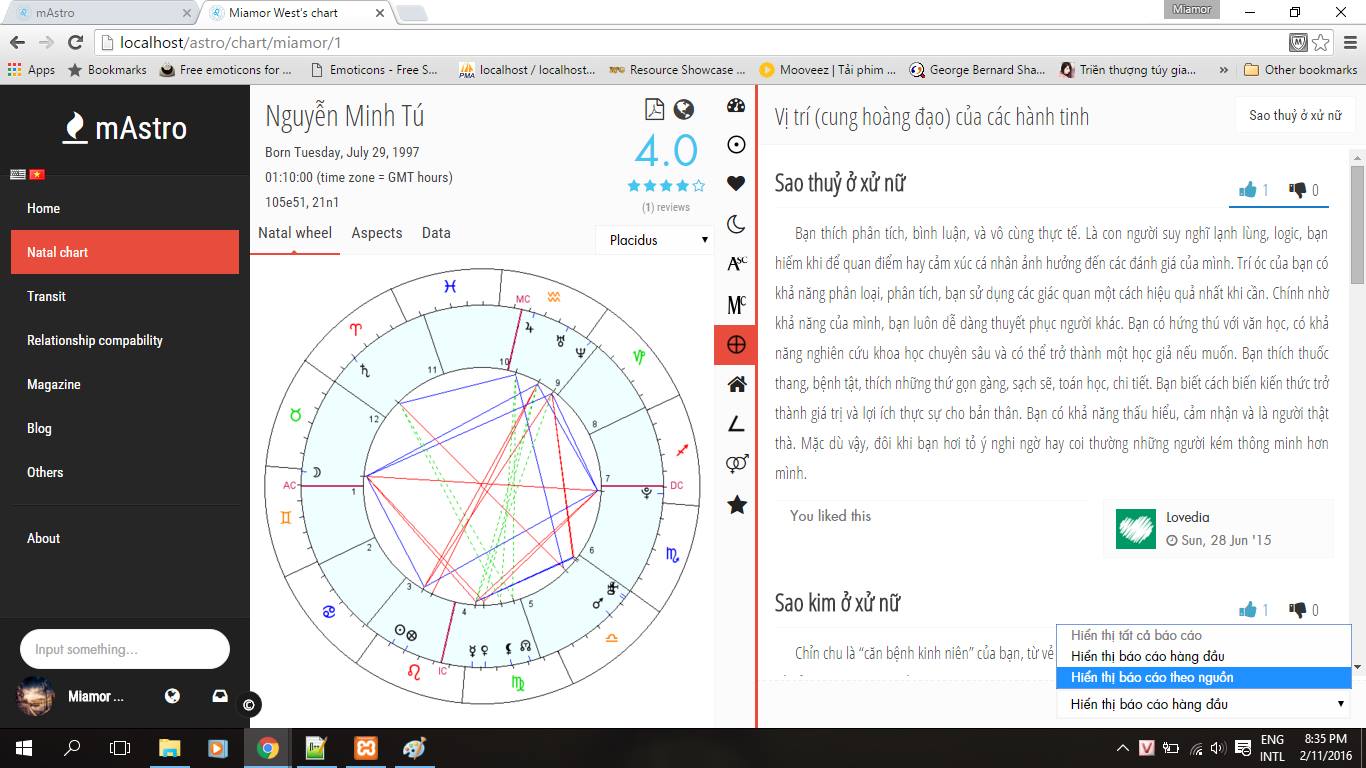 mAstro
Miamor West's chart
Miamor
localhost/astro/chart/miamor/1
Apps
Bookmarks
Free emoticons for ...
Emoticons - Free S...
localhost / localhost...
Resource Showcase ...
Mooveez | Tải phim ...
George Bernard Sha...
Triền thượng túy gia...
»
Other bookmarks
mAstro
Home
Natal chart
Transit
Relationship compability
Magazine
Blog
Others
About
Input something...
Miamor ...
©
Nguyễn Minh Tú
Born Tuesday, July 29, 1997
01:10:00 (time zone = GMT hours)
105e51, 21n1
4.0
(1) reviews
Natal wheel
Aspects
Data
Placidus
MC
10
11
9
12
8
AC
1
7
DC
2
6
3
4
5
IC
Asc
Mc
Vị trí (cung hoàng đạo) của các hành tinh
Sao thuỷ ở xử nữ
Sao thuỷ ở xử nữ
1
0
Bạn thích phân tích, bình luận, và vô cùng thực tế. Là con người suy nghĩ lạnh lùng, logic, bạn
hiếm khi để quan điểm hay cảm xúc cá nhân ảnh hưởng đến các đánh giá của mình. Trí óc của bạn có
khả năng phân loại, phân tích, bạn sử dụng các giác quan một cách hiệu quả nhất khi cần. Chính nhờ
khả năng của mình, bạn luôn dễ dàng thuyết phục người khác. Bạn có hứng thú với văn học, có khả
năng nghiên cứu khoa học chuyên sâu và có thể trở thành một học giả nếu muốn. Bạn thích thuốc
thang, bệnh tật, thích những thứ gọn gàng, sạch sẽ, toán học, chi tiết. Bạn biết cách biến kiến thức trở
thành giá trị và lợi ích thực sự cho bản thân. Bạn có khả năng thấu hiểu, cảm nhận và là người thật
thà. Mặc dù vậy, đôi khi bạn hơi tỏ ý nghi ngờ hay coi thường những người kém thông minh hơn
mình.
You liked this
Lovedia
Sun, 28 Jun '15
Sao kim ở xử nữ
1
0
Chỉn chu là “căn bệnh kinh niên” của bạn, từ vẻ
Hiển thị tất cả báo cáo
Hiển thị báo cáo hàng đầu
Hiển thị báo cáo theo nguồn
Hiển thị báo cáo hàng đầu
ENG
INTL
8:35 PM
2/11/2016